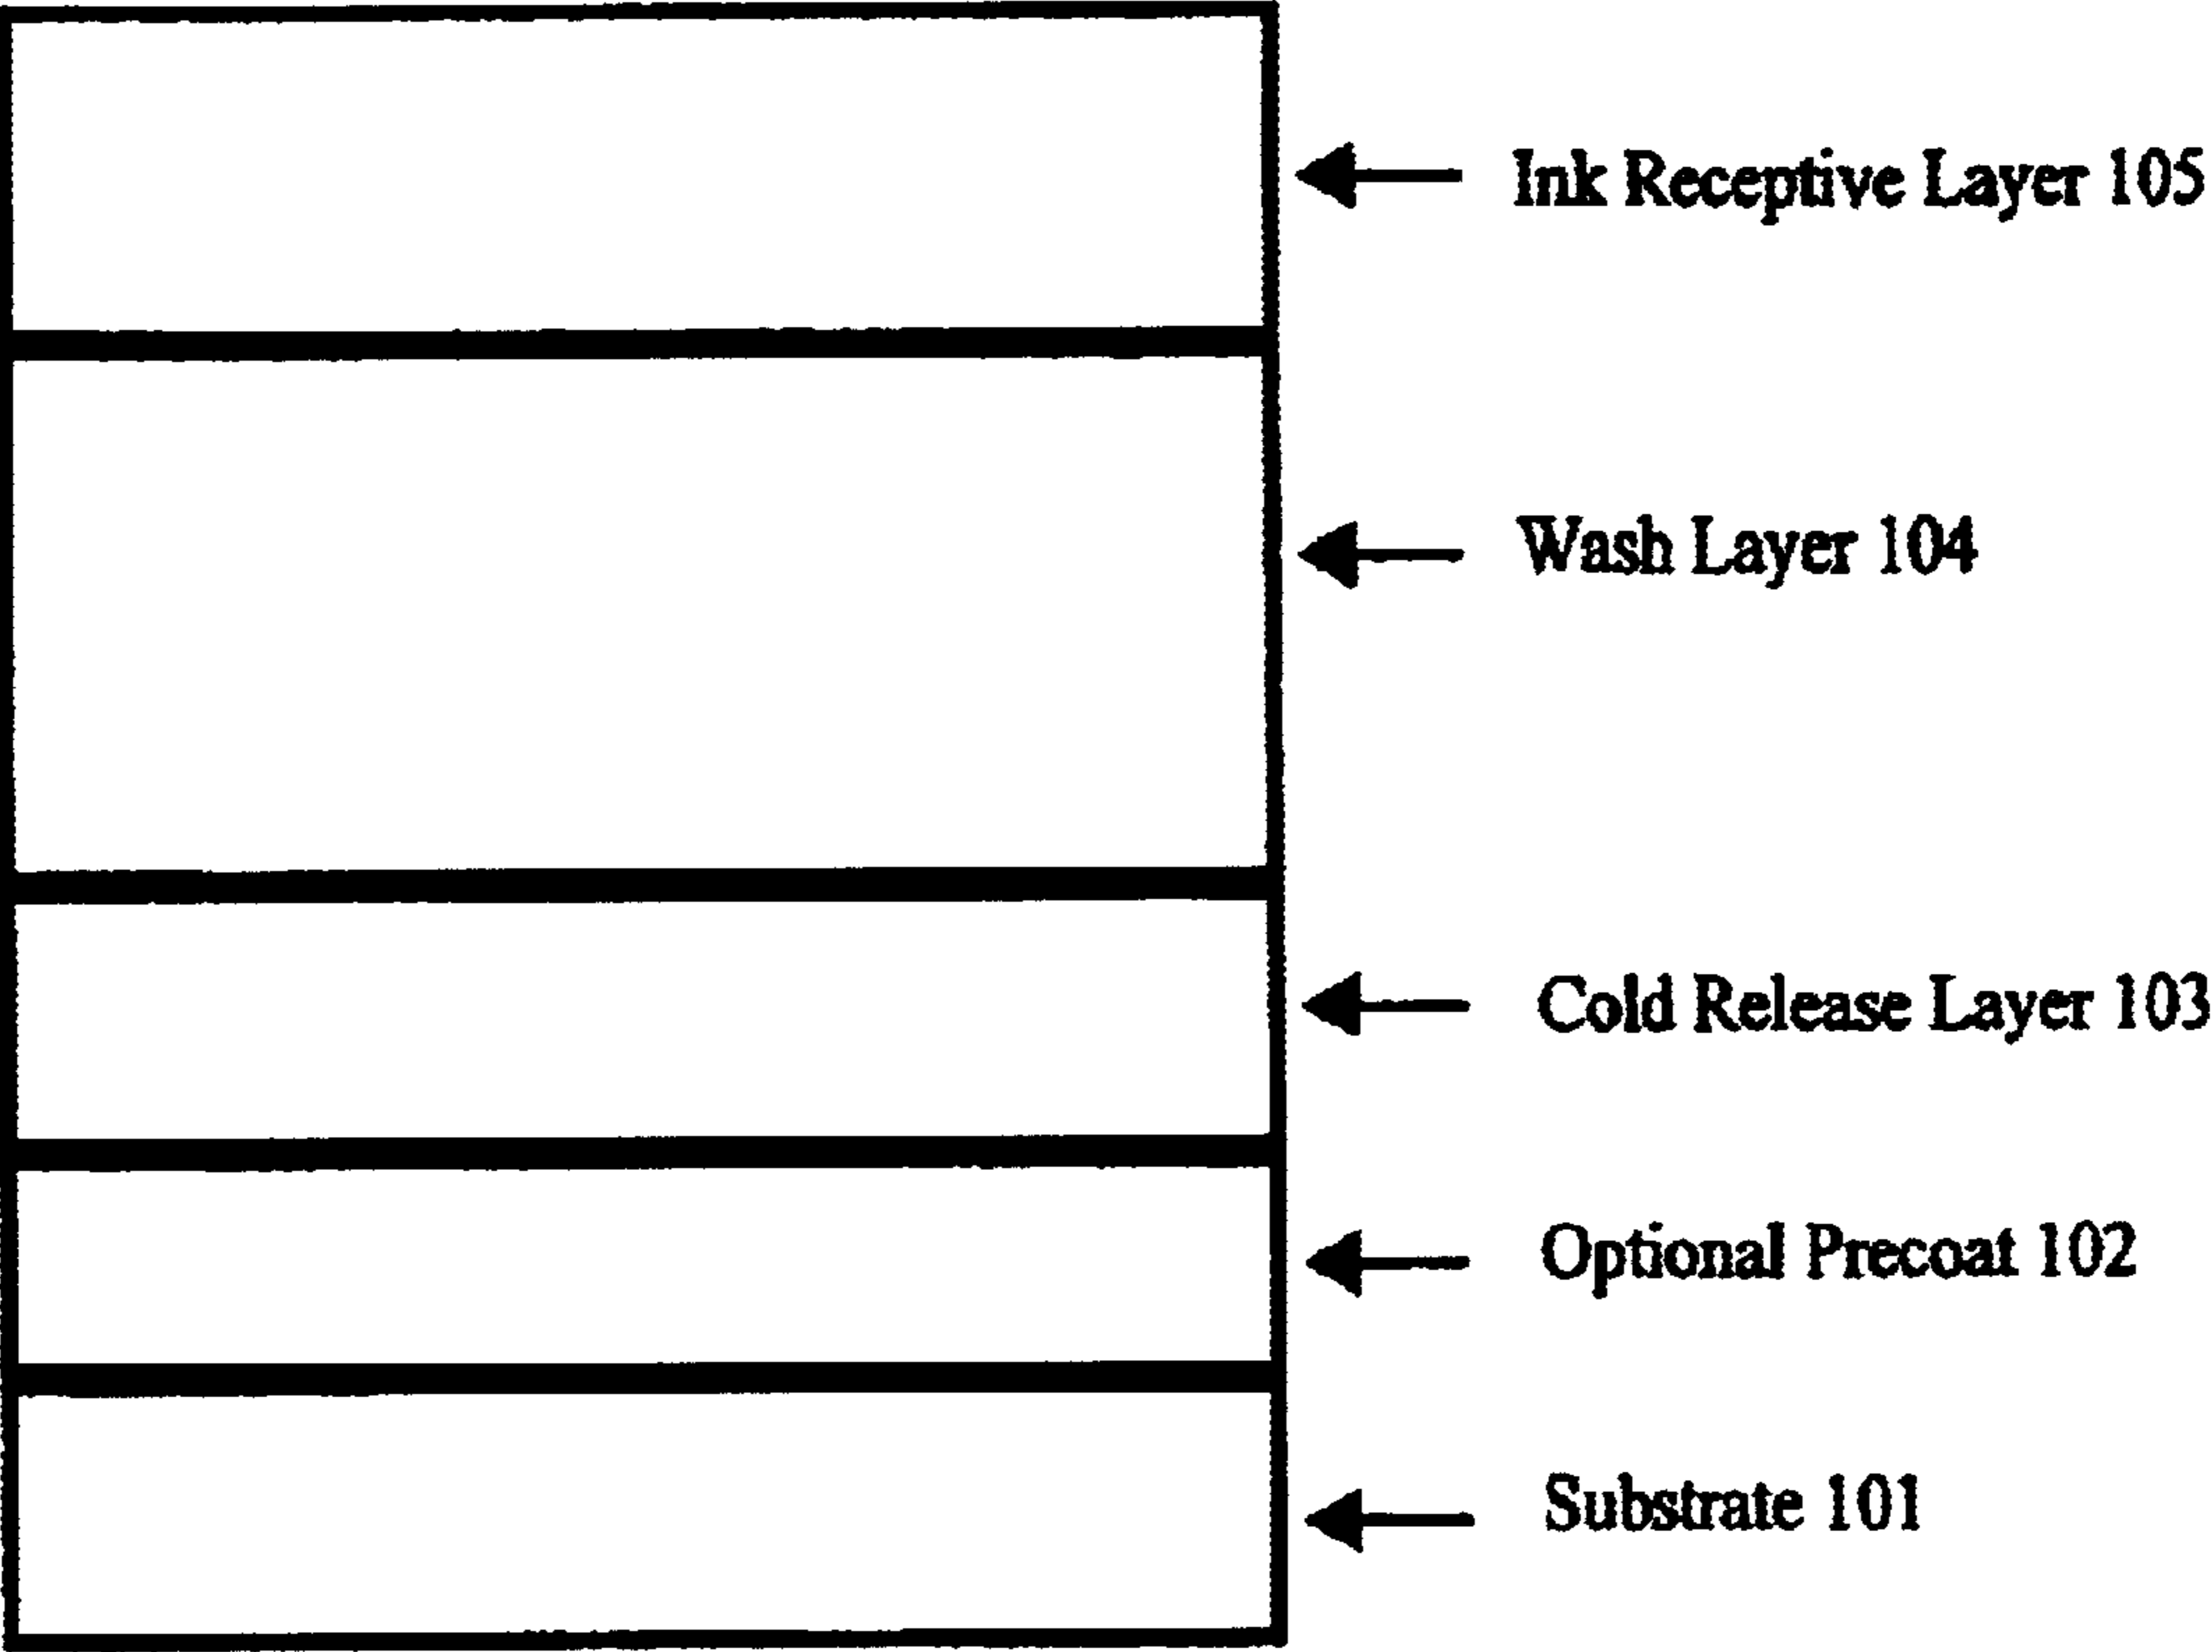 Ink Receptive Layer 105
Wash Layer 104
Cold Release Layer 103
Optional Precoat 102
Substrate 101